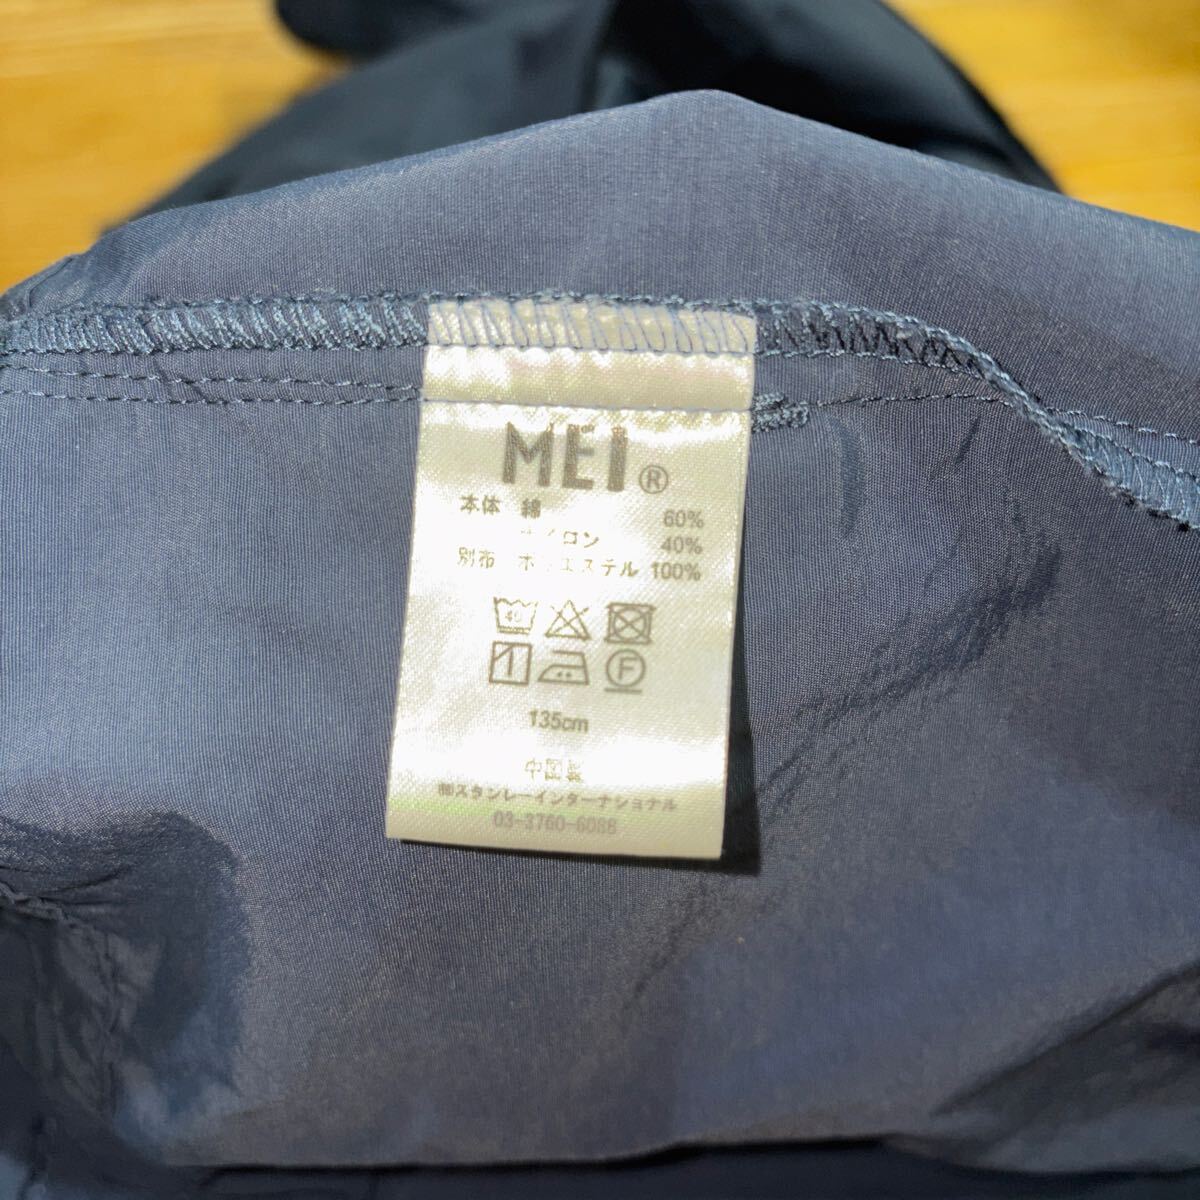 MEI®
本体 綿 60%
ナイロン 40%
別布 ポリエステル 100%
40
F
135cm
中国製
㈱スタンレーインターナショナル
03-3760-6088